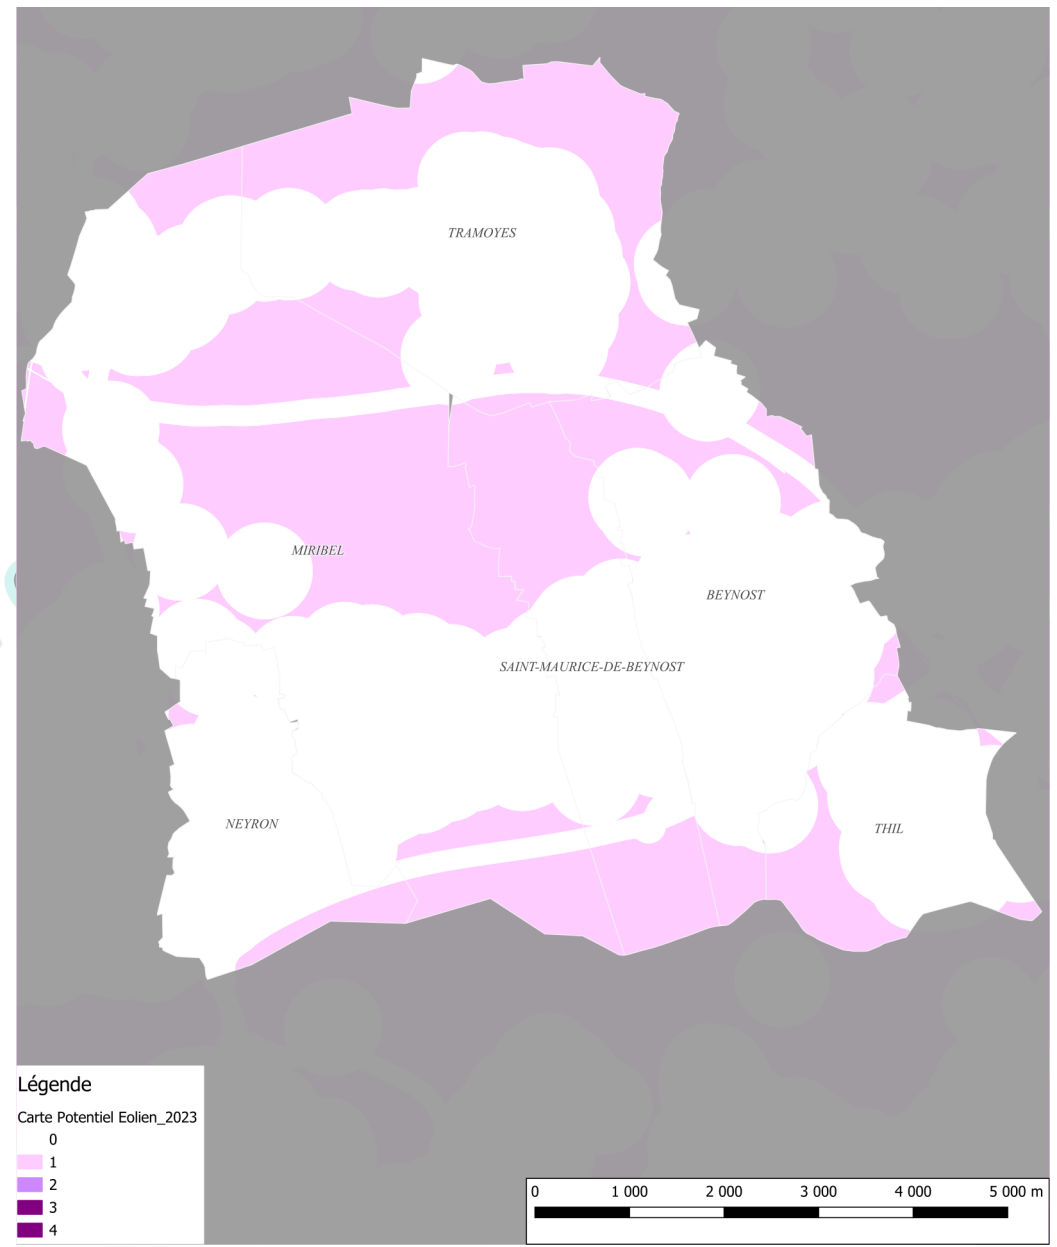 TRAMOYES
MIRIBEL
BEYNOST
SAINT-MAURICE-DE-BEYNOST
NEYRON
THIL
Légende
Carte Potentiel Eolien_2023
0
1
2
3
4
0 1 000 2 000 3 000 4 000 5 000 m